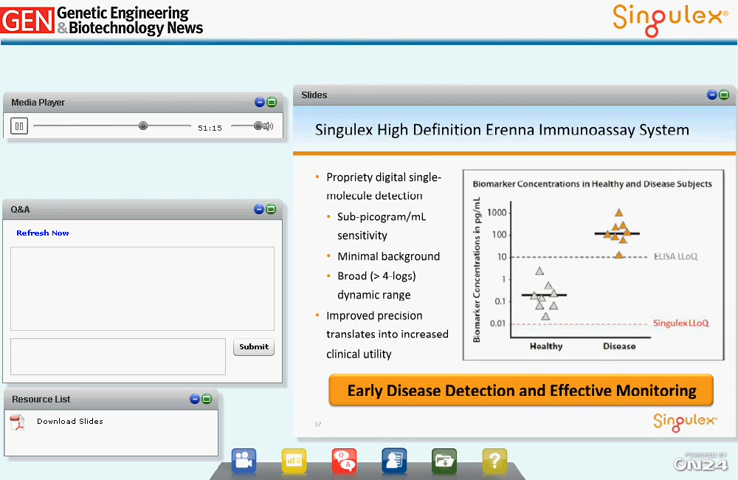 GEN Genetic Engineering
& Biotechnology News
Singulex®
Media Player
51:15
Q&A
Refresh Now
Submit
Resource List
Download Slides
Slides
Singulex High Definition Erenna Immunoassay System
• Propriety digital single-
molecule detection
• Sub-picogram/mL
sensitivity
• Minimal background
• Broad (> 4-logs)
dynamic range
• Improved precision
translates into increased
clinical utility
Biomarker Concentrations in Healthy and Disease Subjects
Biomarker Concentrations in pg/mL
1000
100
10
1
0.1
0.01
ELISA LLoQ
Singulex LLoQ
Healthy
Disease
Early Disease Detection and Effective Monitoring
57
Singulex®
Q
A
?
POWERED BY
ON24